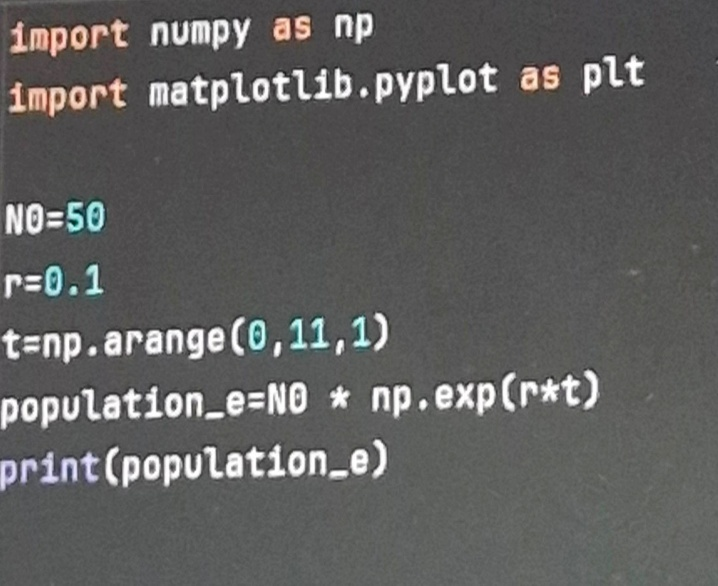 import numpy as np
import matplotlib.pyplot as plt
N0=50
r=0.1
t=np.arange(0,11,1)
population_e=N0 * np.exp(r*t)
print(population_e)